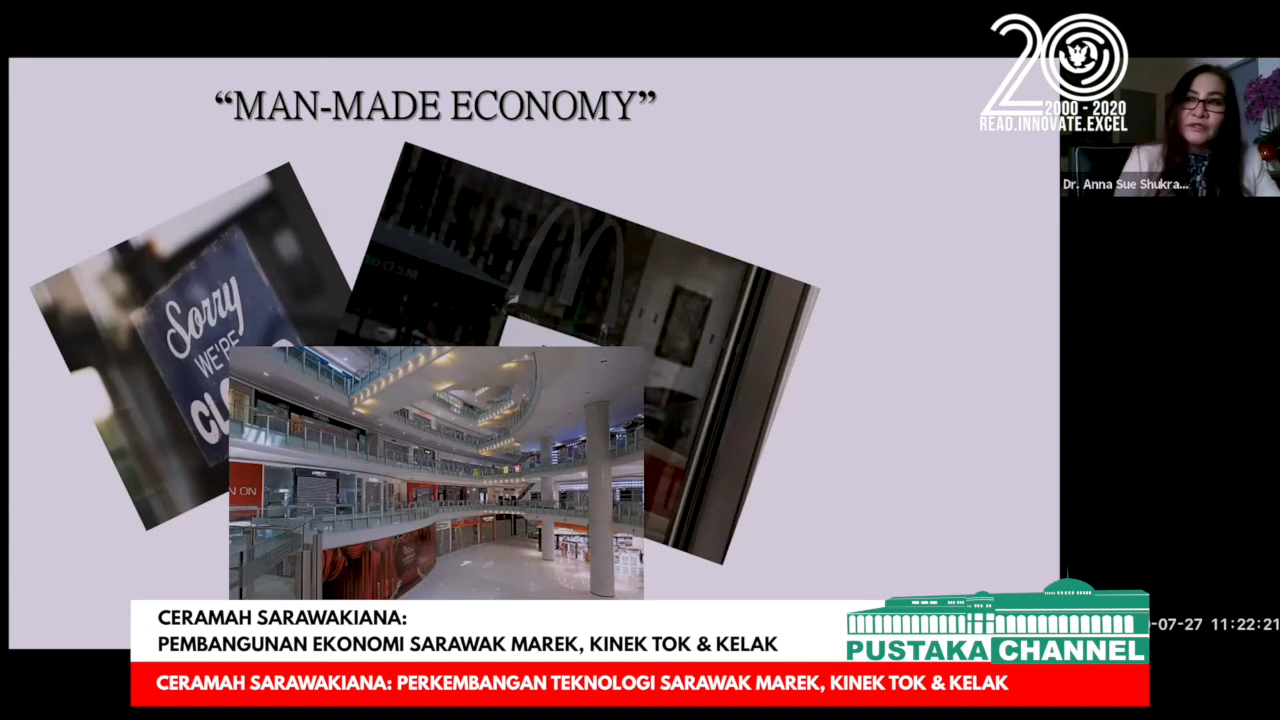 “MAN-MADE ECONOMY”
20
2000 - 2020
READ.INNOVATE.EXCEL
Dr. Anna Sue Shukra...
Sorry
WE'RE
CERAMAH SARAWAKIANA:
PEMBANGUNAN EKONOMI SARAWAK MAREK, KINEK TOK & KELAK
PUSTAKA CHANNEL
-07-27 11:22:21
CERAMAH SARAWAKIANA: PERKEMBANGAN TEKNOLOGI SARAWAK MAREK, KINEK TOK & KELAK